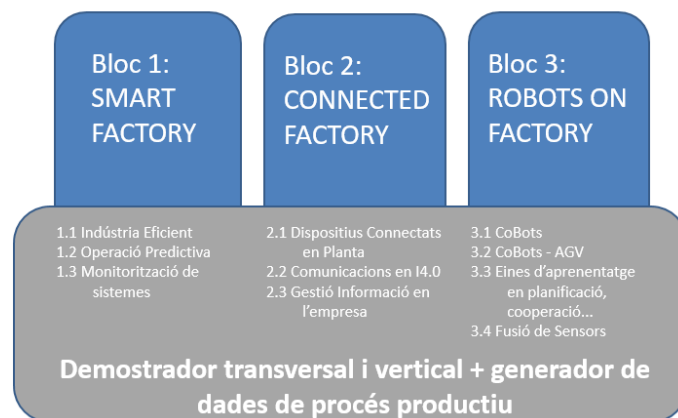 Bloc 1:
SMART
FACTORY
Bloc 2:
CONNECTED
FACTORY
Bloc 3:
ROBOTS ON
FACTORY
1.1 Indústria Eficient
1.2 Operació Predictiva
1.3 Monitorització de
sistemes
2.1 Dispositius Connectats
en Planta
2.2 Comunicacions en I4.0
2.3 Gestió Informació en
l'empresa
3.1 CoBots
3.2 CoBots - AGV
3.3 Eines d'aprenentatge
en planificació,
cooperació...
3.4 Fusió de Sensors
Demostrador transversal i vertical + generador de
dades de procés productiu